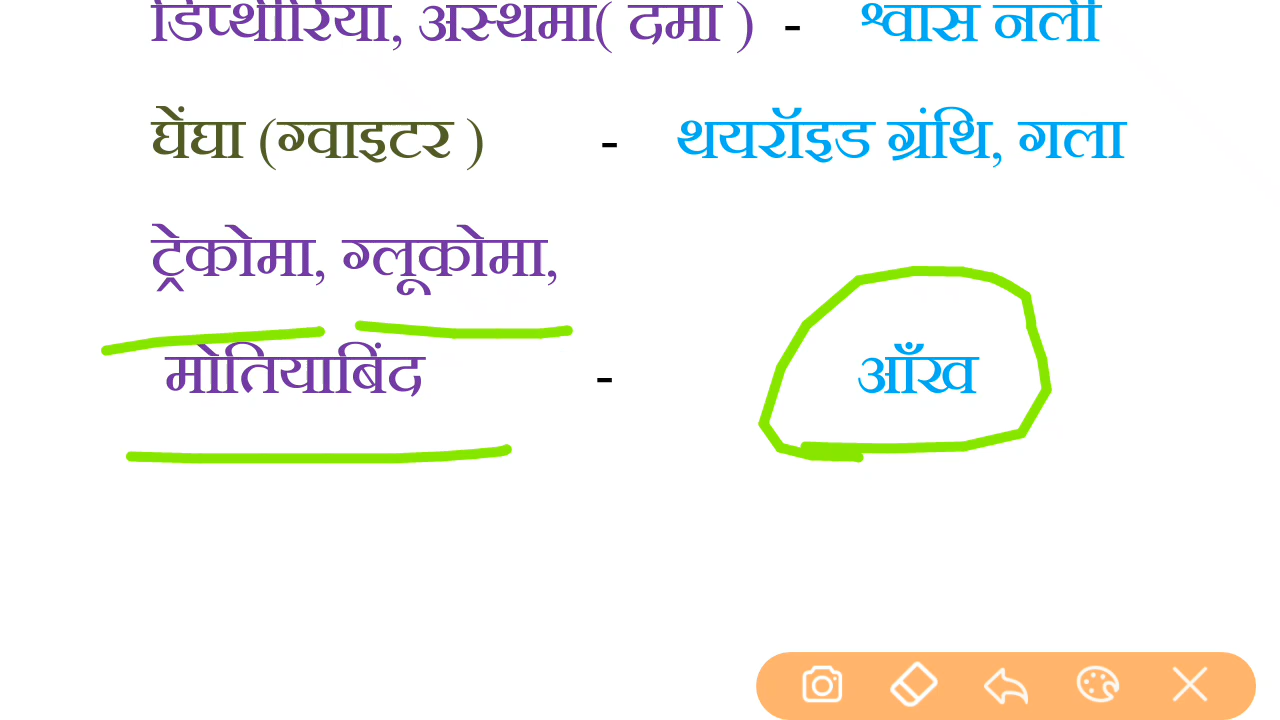 डिप्थीरिया, अस्थमा( दमा ) - श्वास नली
घेंघा (ग्वाइटर ) - थयरॉइड ग्रंथि, गला
ट्रेकोमा, ग्लूकोमा,
मोतियाबिंद - आँख